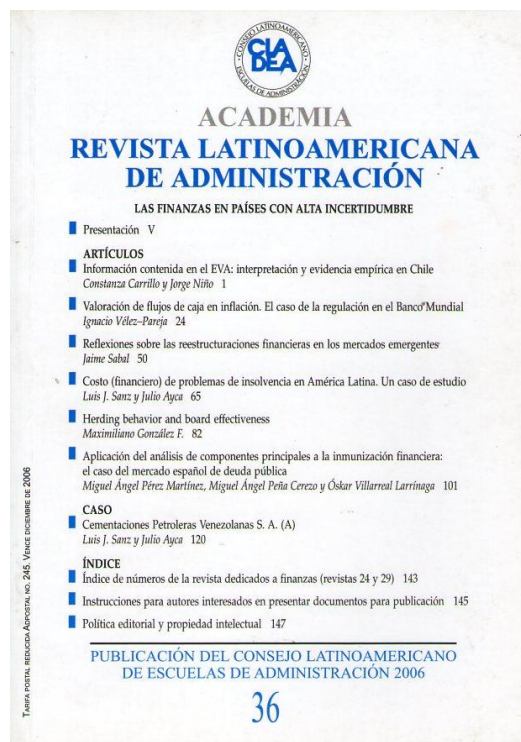 CONSEJO LATINOAMERICANO
CLADEA
ESCUELAS DE ADMINISTRACIÓN
ACADEMIA
REVISTA LATINOAMERICANA
DE ADMINISTRACIÓN
LAS FINANZAS EN PAÍSES CON ALTA INCERTIDUMBRE
Presentación V
ARTÍCULOS
Información contenida en el EVA: interpretación y evidencia empírica en Chile
Constanza Carrillo y Jorge Niño 1
Valoración de flujos de caja en inflación. El caso de la regulación en el Banco Mundial
Ignacio Vélez–Pareja 24
Reflexiones sobre las reestructuraciones financieras en los mercados emergentes
Jaime Sabal 50
Costo (financiero) de problemas de insolvencia en América Latina. Un caso de estudio
Luis J. Sanz y Julio Ayca 65
Herding behavior and board effectiveness
Maximiliano González F. 82
Aplicación del análisis de componentes principales a la inmunización financiera:
el caso del mercado español de deuda pública
Miguel Ángel Pérez Martínez, Miguel Ángel Peña Cerezo y Óskar Villarreal Larrínaga 101
CASO
Cementaciones Petroleras Venezolanas S. A. (A)
Luis J. Sanz y Julio Ayca 120
ÍNDICE
Índice de números de la revista dedicados a finanzas (revistas 24 y 29) 143
Instrucciones para autores interesados en presentar documentos para publicación 145
Política editorial y propiedad intelectual 147
PUBLICACIÓN DEL CONSEJO LATINOAMERICANO
DE ESCUELAS DE ADMINISTRACIÓN 2006
36
TARIFA POSTAL REDUCIDA ADPOSTAL NO. 245. VENCE DICIEMBRE DE 2006